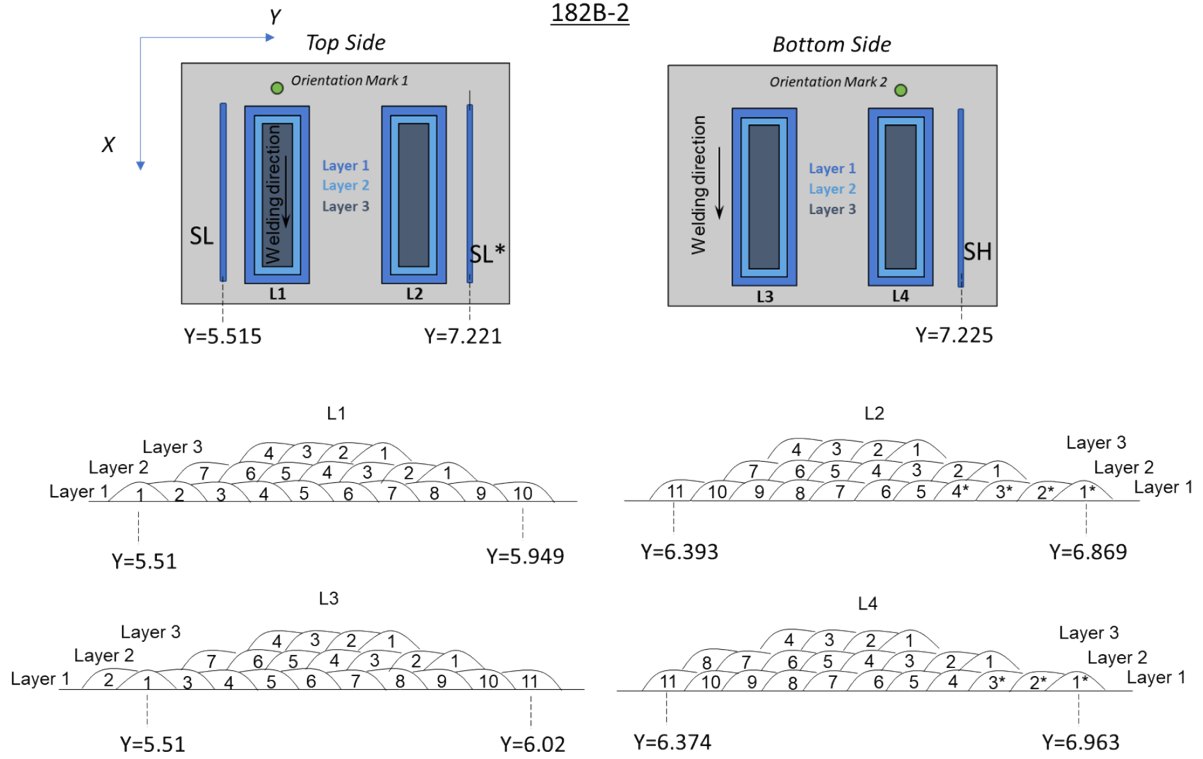 182B-2
Y
X
Top Side
Orientation Mark 1
Welding direction
Layer 1
Layer 2
Layer 3
SL
SL*
L1
L2
Y=5.515
Y=7.221
Bottom Side
Orientation Mark 2
Welding direction
Layer 1
Layer 2
Layer 3
SH
L3
L4
Y=7.225
L1
Layer 3
4 3 2 1
Layer 2
7 6 5 4 3 2 1
Layer 1
1 2 3 4 5 6 7 8 9 10
Y=5.51
Y=5.949
L2
4 3 2 1
Layer 3
7 6 5 4 3 2 1
Layer 2
11 10 9 8 7 6 5 4* 3* 2* 1*
Layer 1
Y=6.393
Y=6.869
L3
Layer 3
4 3 2 1
Layer 2
7 6 5 4 3 2 1
Layer 1
2 1 3 4 5 6 7 8 9 10 11
Y=5.51
Y=6.02
L4
4 3 2 1
Layer 3
8 7 6 5 4 3 2 1
Layer 2
11 10 9 8 7 6 5 4 3* 2* 1*
Layer 1
Y=6.374
Y=6.963